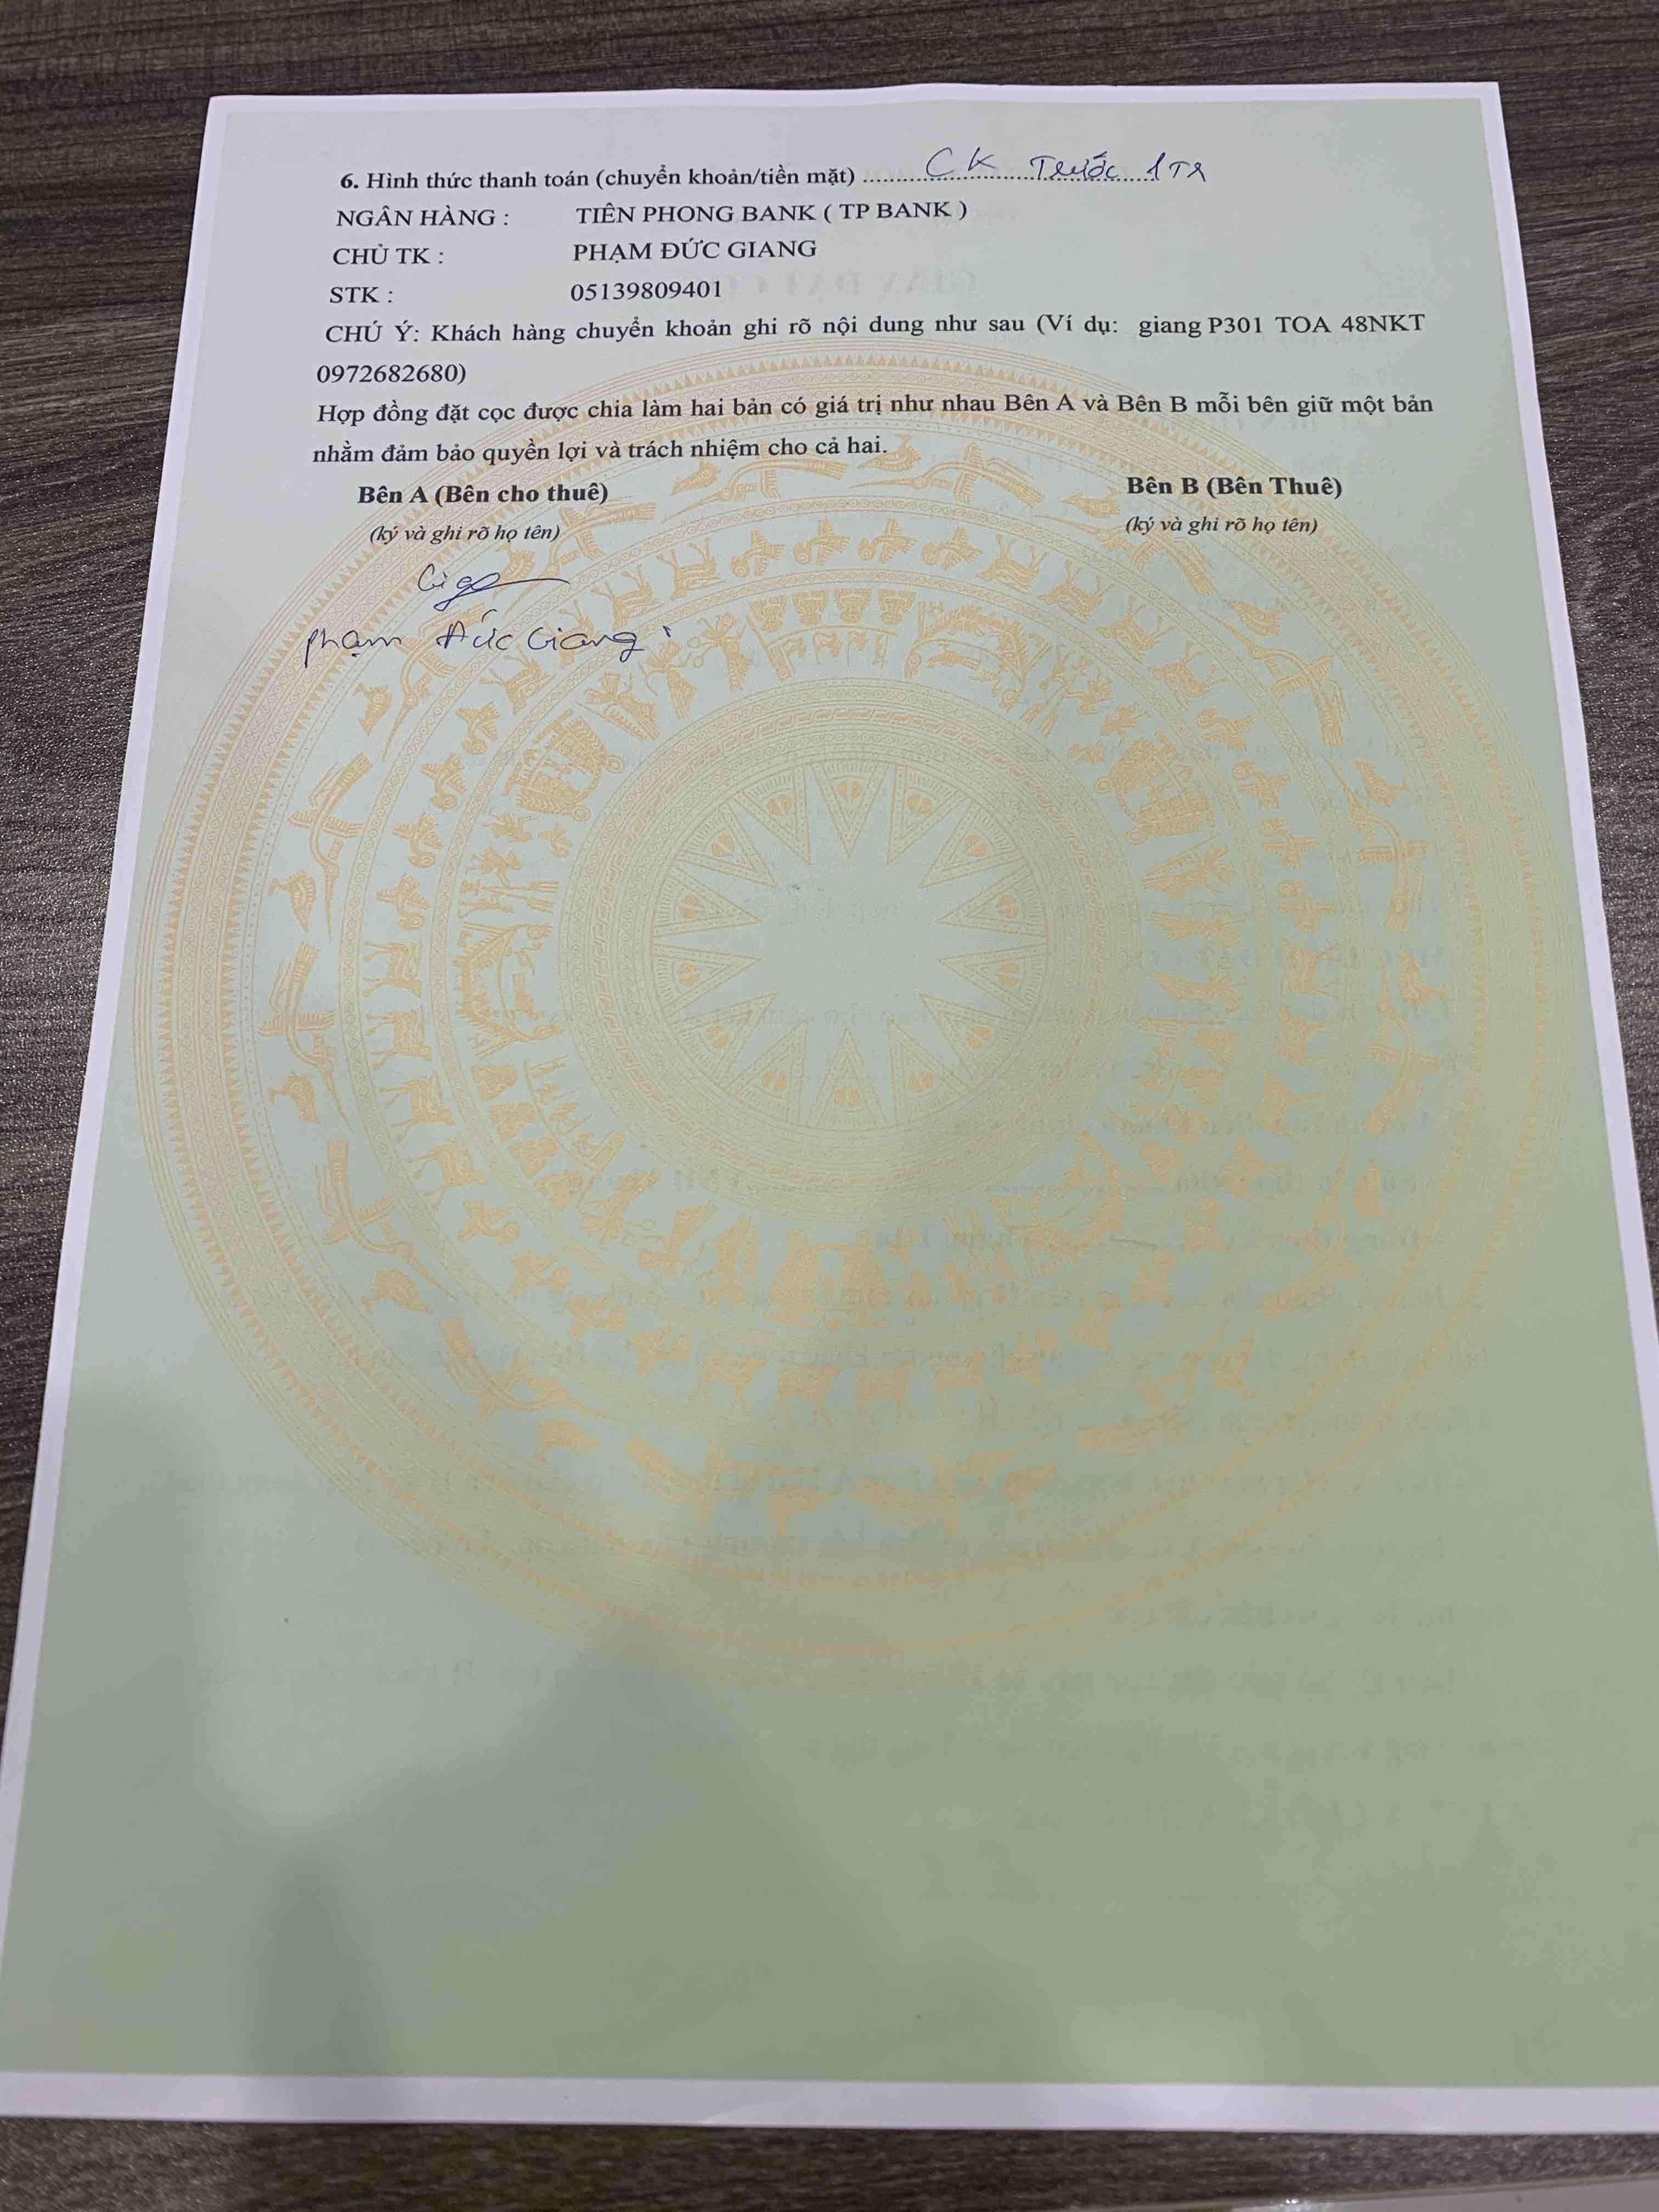 6. Hình thức thanh toán (chuyển khoản/tiền mặt) ........CK Trước 1TR
NGÂN HÀNG : TIÊN PHONG BANK ( TP BANK )
CHỦ TK : PHẠM ĐỨC GIANG
STK : 05139809401
CHÚ Ý: Khách hàng chuyển khoản ghi rõ nội dung như sau (Ví dụ: giang P301 TOA 48NKT
0972682680)
Hợp đồng đặt cọc được chia làm hai bản có giá trị như nhau Bên A và Bên B mỗi bên giữ một bản
nhằm đảm bảo quyền lợi và trách nhiệm cho cả hai.
Bên A (Bên cho thuê) Bên B (Bên Thuê)
(ký và ghi rõ họ tên) (ký và ghi rõ họ tên)
phạm Đức Giang